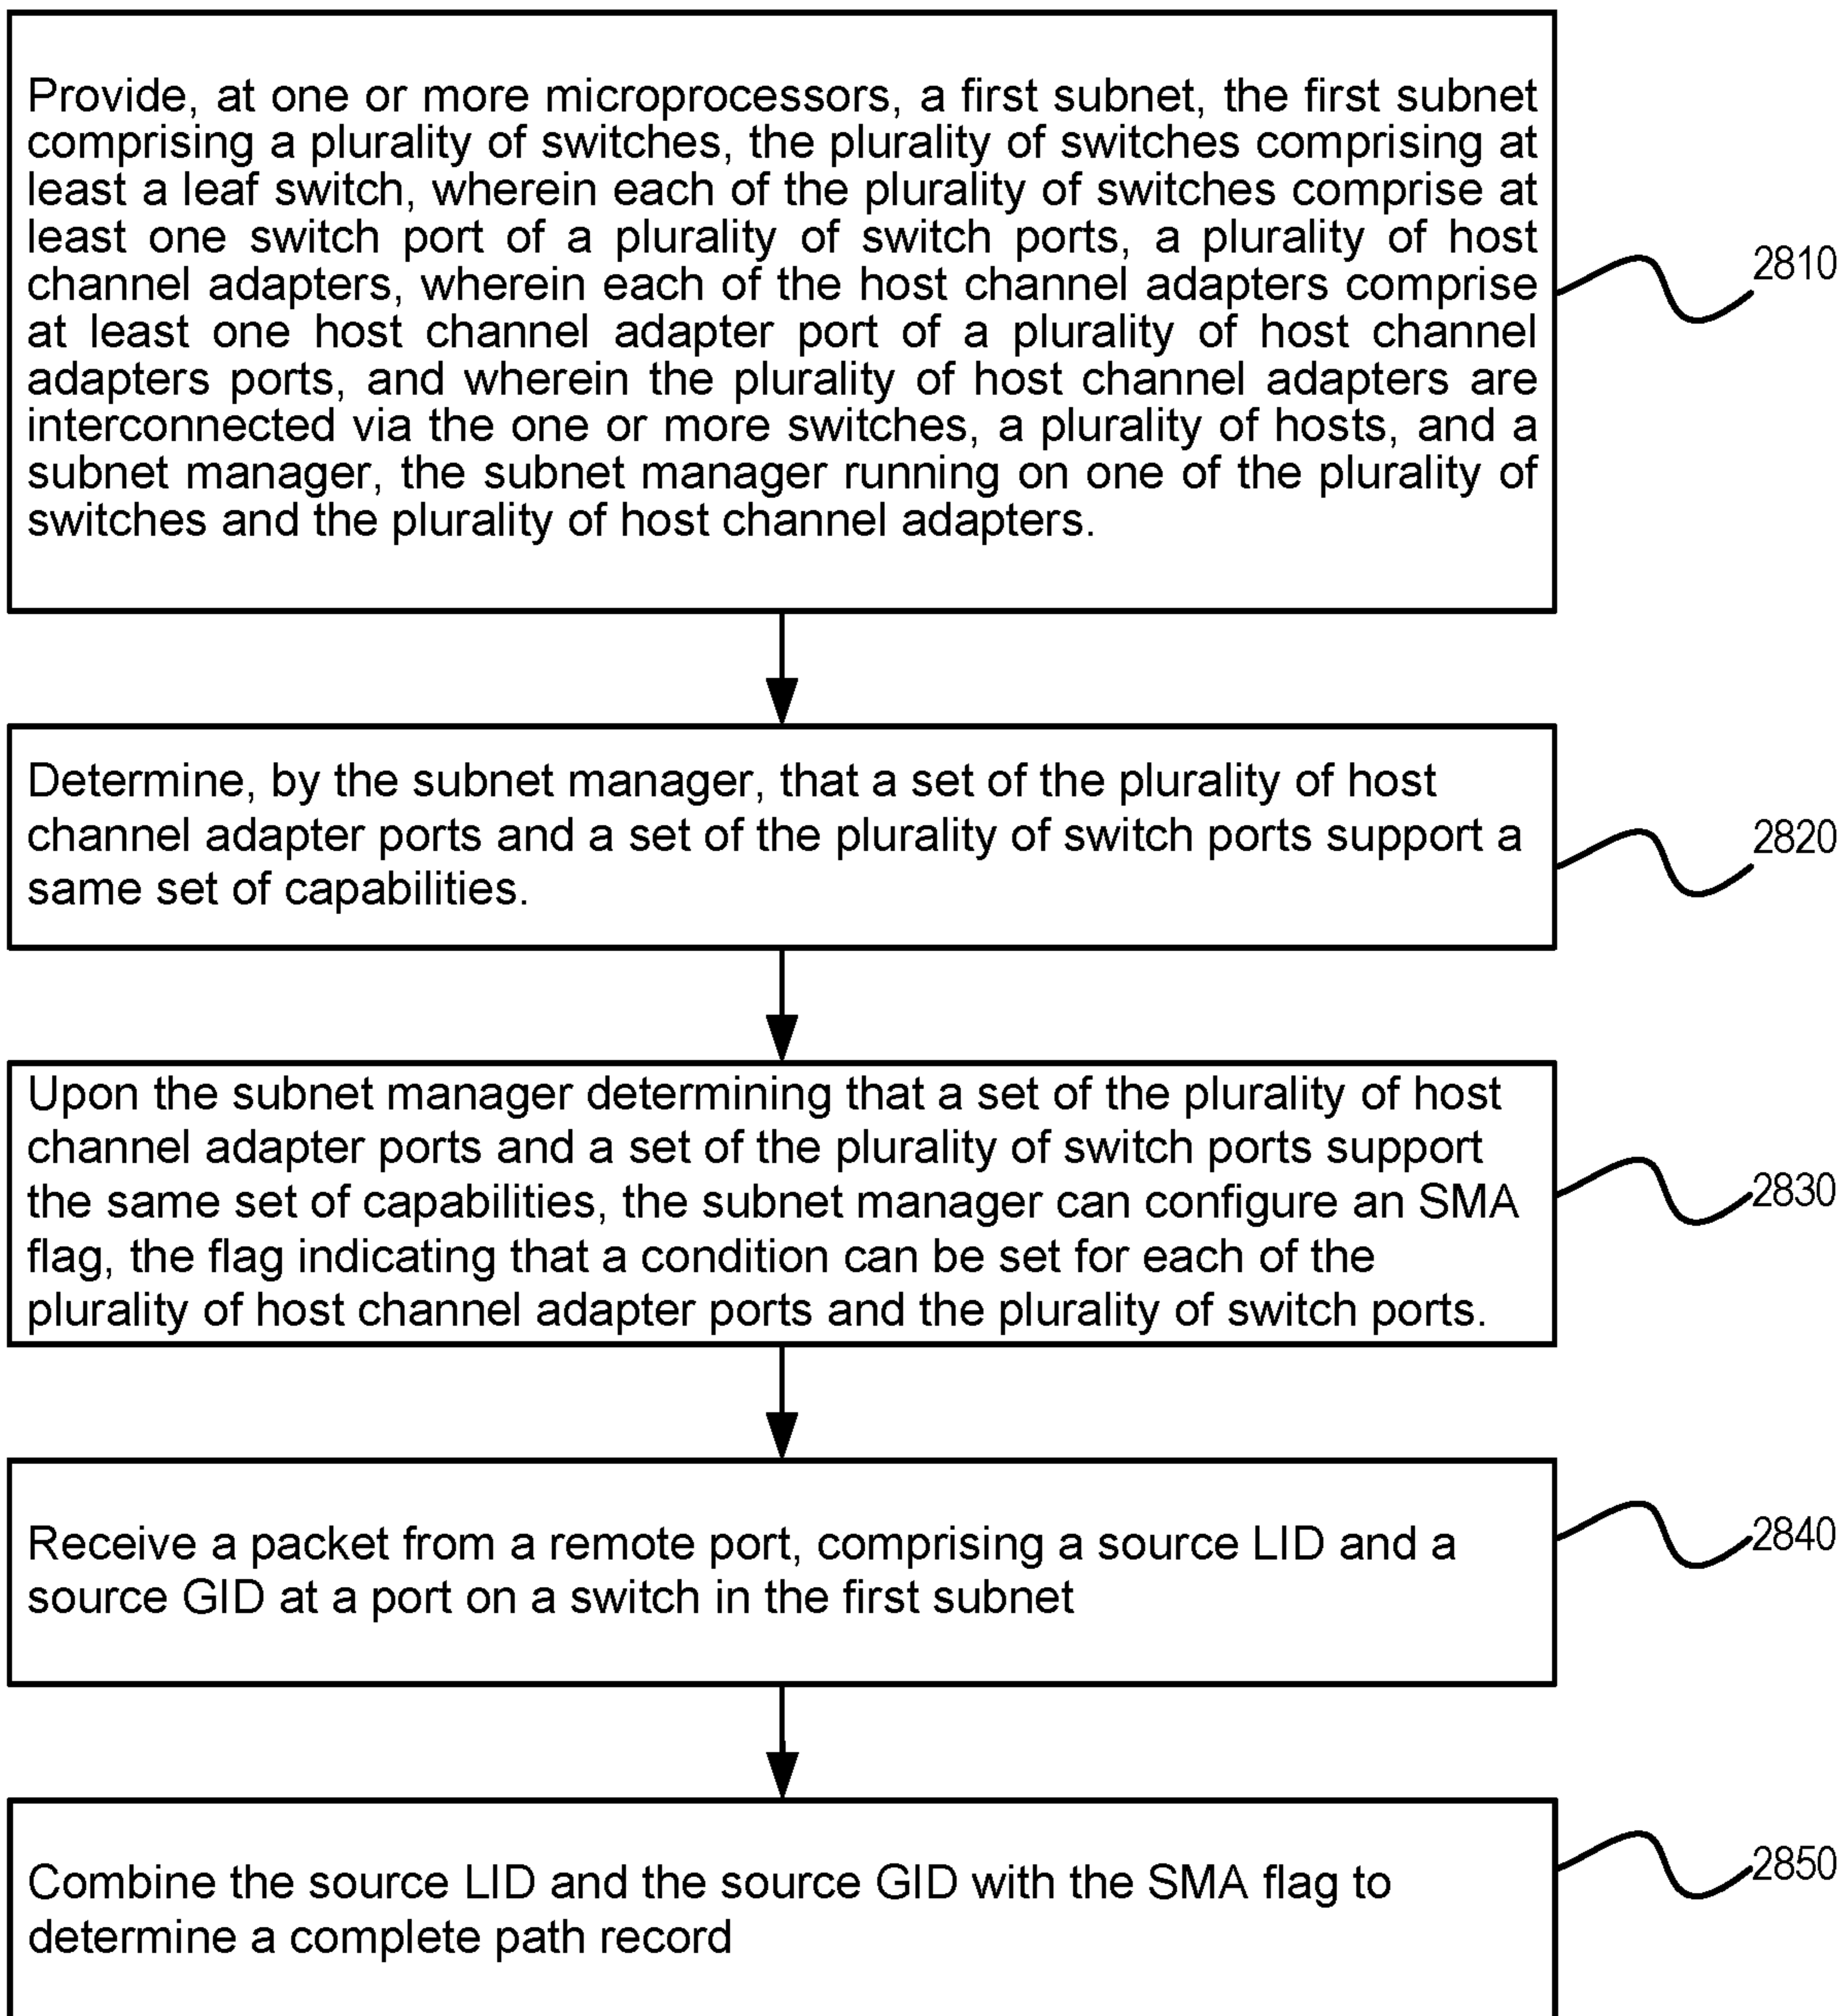 Provide, at one or more microprocessors, a first subnet, the first subnet
comprising a plurality of switches, the plurality of switches comprising at
least a leaf switch, wherein each of the plurality of switches comprise at
least one switch port of a plurality of switch ports, a plurality of host
channel adapters, wherein each of the host channel adapters comprise
at least one host channel adapter port of a plurality of host channel
adapters ports, and wherein the plurality of host channel adapters are
interconnected via the one or more switches, a plurality of hosts, and a
subnet manager, the subnet manager running on one of the plurality of
switches and the plurality of host channel adapters.
2810
Determine, by the subnet manager, that a set of the plurality of host
channel adapter ports and a set of the plurality of switch ports support a
same set of capabilities.
2820
Upon the subnet manager determining that a set of the plurality of host
channel adapter ports and a set of the plurality of switch ports support
the same set of capabilities, the subnet manager can configure an SMA
flag, the flag indicating that a condition can be set for each of the
plurality of host channel adapter ports and the plurality of switch ports.
2830
Receive a packet from a remote port, comprising a source LID and a
source GID at a port on a switch in the first subnet
2840
Combine the source LID and the source GID with the SMA flag to
determine a complete path record
2850